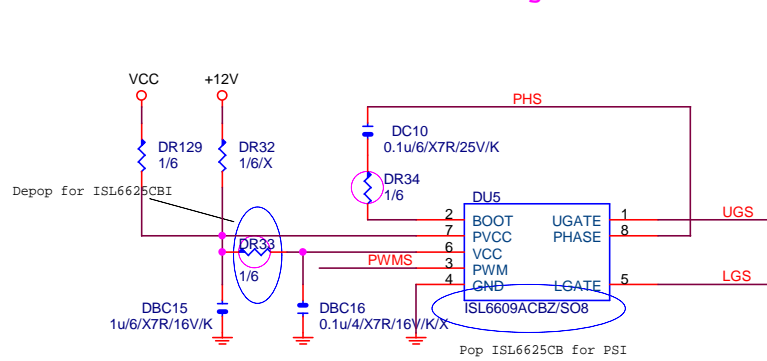 VCC
+12V
PHS
DR129
1/6
DR32
1/6/X
DC10
0.1u/6/X7R/25V/K
DR34
1/6
Depop for ISL6625CBI
DU5
2
BOOT
UGATE
1
UGS
7
PVCC
PHASE
8
DR33
1/6
6
VCC
PWMS
3
PWM
4
GND
LGATE
5
LGS
DBC15
1u/6/X7R/16V/K
DBC16
0.1u/4/X7R/16V/K/X
ISL6609ACBZ/SO8
Pop ISL6625CB for PSI